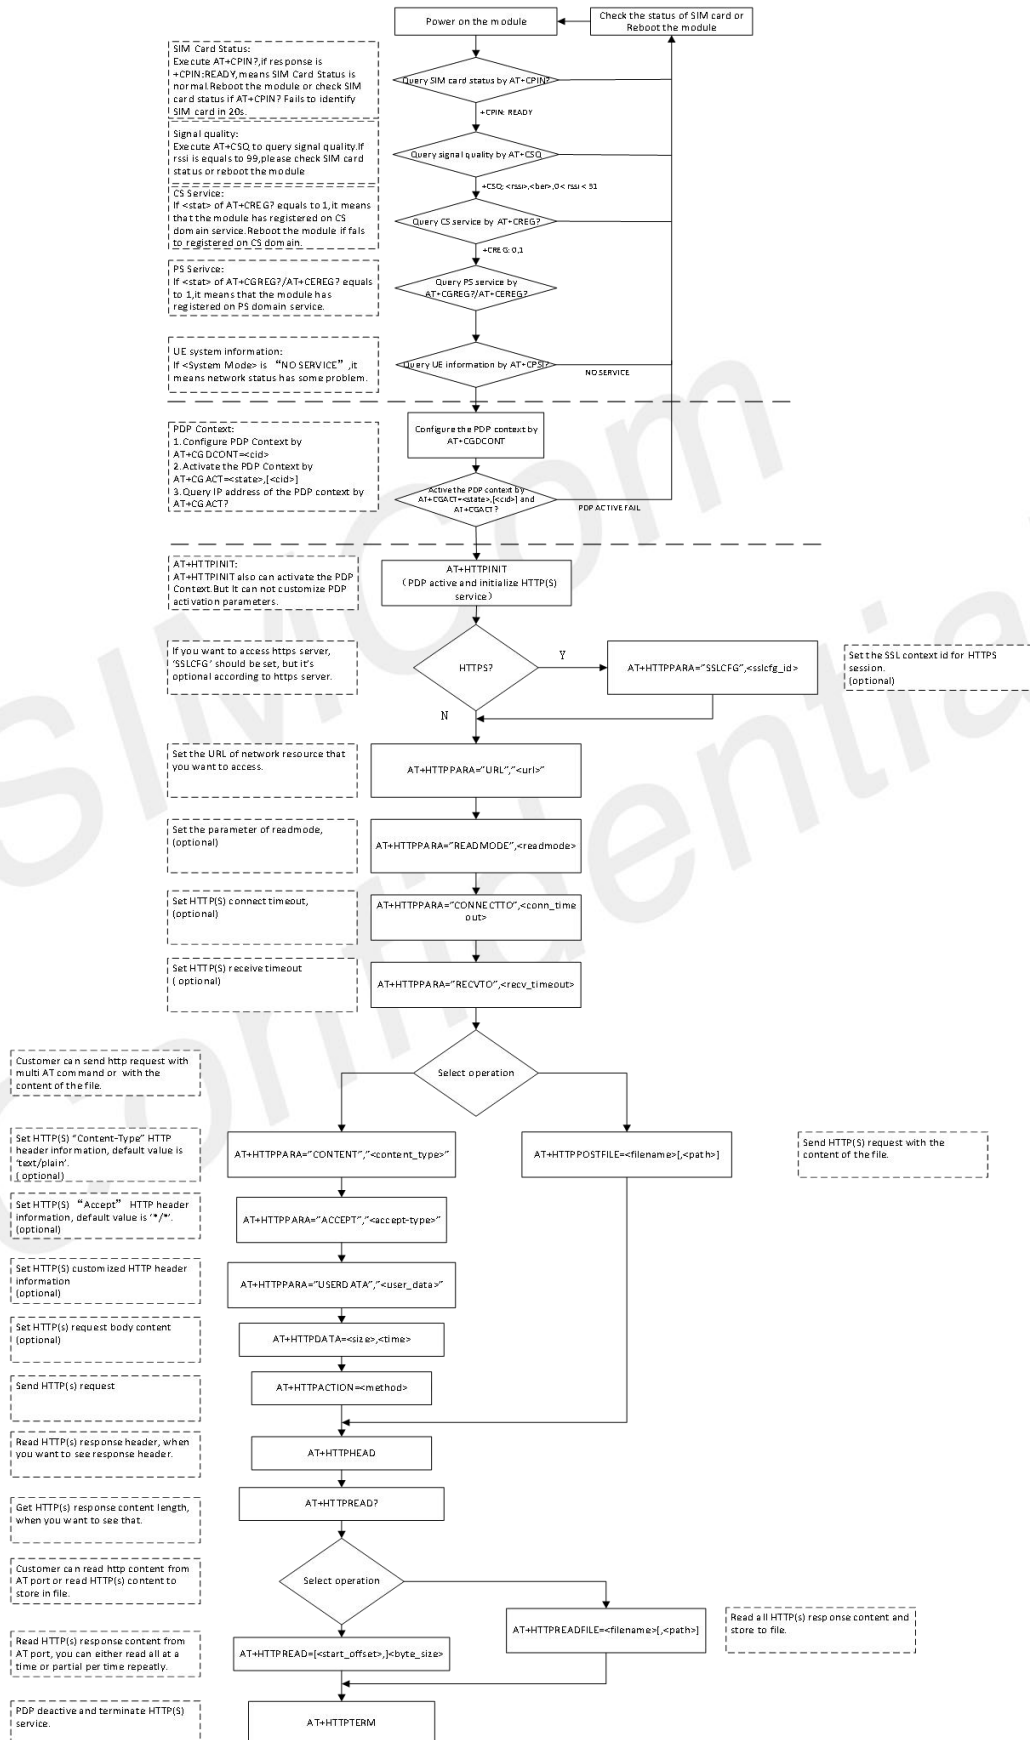 Power on the module
Check the status of SIM card or
Reboot the module
SIM Card Status:
Execute AT+CPIN?,if response is
+CPIN:READY,means SIM Card Status is
normal.Reboot the module or check SIM
card status if AT+CPIN? Fails to identify
SIM card in 20s.
Query SIM card status by AT+CPIN?
+CPIN: READY
Signal quality:
Execute AT+CSQ to query signal quality.If
rssi is equals to 99,please check SIM card
status or reboot the module
Query signal quality by AT+CSQ
+CSQ: <rssi>,<ber>,0< rssi < 31
CS Service:
If <stat> of AT+CREG? equals to 1,it means
that the module has registered on CS
domain service.Reboot the module if fals
to registered on CS domain.
Query CS service by AT+CREG?
+CREG: 0,1
PS Serivce:
If <stat> of AT+CGREG?/AT+CEREG? equals
to 1,it means that the module has
registered on PS domain service.
Query PS service by
AT+CGREG?/AT+CEREG?
UE system information:
If <System Mode> is “NO SERVICE”,it
means network status has some problem.
Query UE information by AT+CPSI?
NO SERVICE
PDP Context:
1.Configure PDP Context by
AT+CGDCONT=<cid>
2.Activate the PDP Context by
AT+CGACT=<state>,[<cid>]
3.Query IP address of the PDP context by
AT+CGACT?
Configure the PDP context by
AT+CGDCONT
Active the PDP context by
AT+CGACT=<state>,[<cid>] and
AT+CGACT?
PDP ACTIVE FAIL
AT+HTTPINIT:
AT+HTTPINIT also can activate the PDP
Context.But It can not customize PDP
activation parameters.
AT+HTTPINIT
（PDP active and initialize HTTP(S)
service）
If you want to access https server,
‘SSLCFG’ should be set, but it’s
optional according to https server.
HTTPS?
Y
AT+HTTPPARA=”SSLCFG”,<sslcfg_id>
Set the SSL context id for HTTPS
session.
(optional)
N
Set the URL of network resource that
you want to access.
AT+HTTPPARA=”URL”,”<url>”
Set the parameter of readmode,
(optional)
AT+HTTPPARA=”READMODE”,<readmode>
Set HTTP(S) connect timeout,
(optional)
AT+HTTPPARA=”CONNECTTO”,<conn_time
out>
Set HTTP(S) receive timeout
( optional)
AT+HTTPPARA=”RECVTO”,<recv_timeout>
Customer can send http request with
multi AT command or with the
content of the file.
Select operation
Set HTTP(S) “Content-Type” HTTP
header information, default value is
‘text/plain’.
( optional)
AT+HTTPPARA=”CONTENT”,”<content_type>”
AT+HTTPPOSTFILE=<filename>[,<path>]
Send HTTP(S) request with the
content of the file.
Set HTTP(S) “Accept” HTTP header
information, default value is ‘*/*’.
(optional)
AT+HTTPPARA=”ACCEPT”,”<accept-type>”
Set HTTP(S) customized HTTP header
information
(optional)
AT+HTTPPARA=”USERDATA”,”<user_data>”
Set HTTP(s) request body content
(optional)
AT+HTTPDATA=<size>,<time>
Send HTTP(s) request
AT+HTTPACTION=<method>
Read HTTP(s) response header, when
you want to see response header.
AT+HTTPHEAD
Get HTTP(s) response content length,
when you want to see that.
AT+HTTPREAD?
Customer can read http content from
AT port or read HTTP(s) content to
store in file.
Select operation
Read HTTP(s) response content from
AT port, you can either read all at a
time or partial per time repeatly.
AT+HTTPREAD=[<start_offset>,]<byte_size>
AT+HTTPREADFILE=<filename>[,<path>]
Read all HTTP(s) response content and
store to file.
PDP deactive and terminate HTTP(S)
service.
AT+HTTPTERM
SIMCom
Confidential